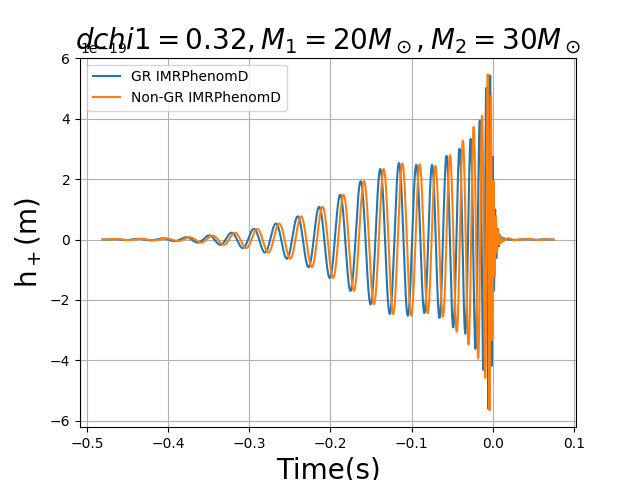 dchi1 = 0.32, M₁ = 20M⊙, M₂ = 30M⊙
1e−19
GR IMRPhenomD
Non-GR IMRPhenomD
6
4
2
0
−2
−4
−6
h₊(m)
−0.5 −0.4 −0.3 −0.2 −0.1 0.0 0.1
Time(s)